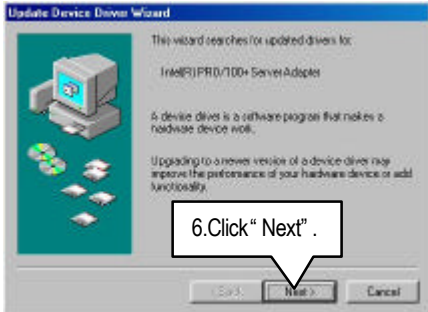 Update Device Driver Wizard
This wizard searches for updated drivers for:
Intel(R) PRO/100+ Server Adapter
A device driver is a software program that makes a
hardware device work.
Upgrading to a newer version of a device driver may
improve the performance of your hardware device or add
functionality.
6.Click“ Next” .
< Back
Next >
Cancel